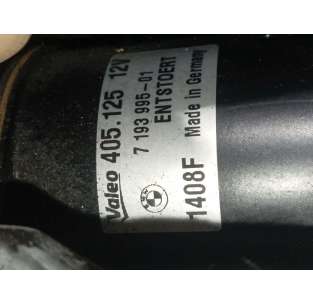 Valeo 405.125 12V
7 193 995-01
ENTSTOERT
1408F Made in Germany